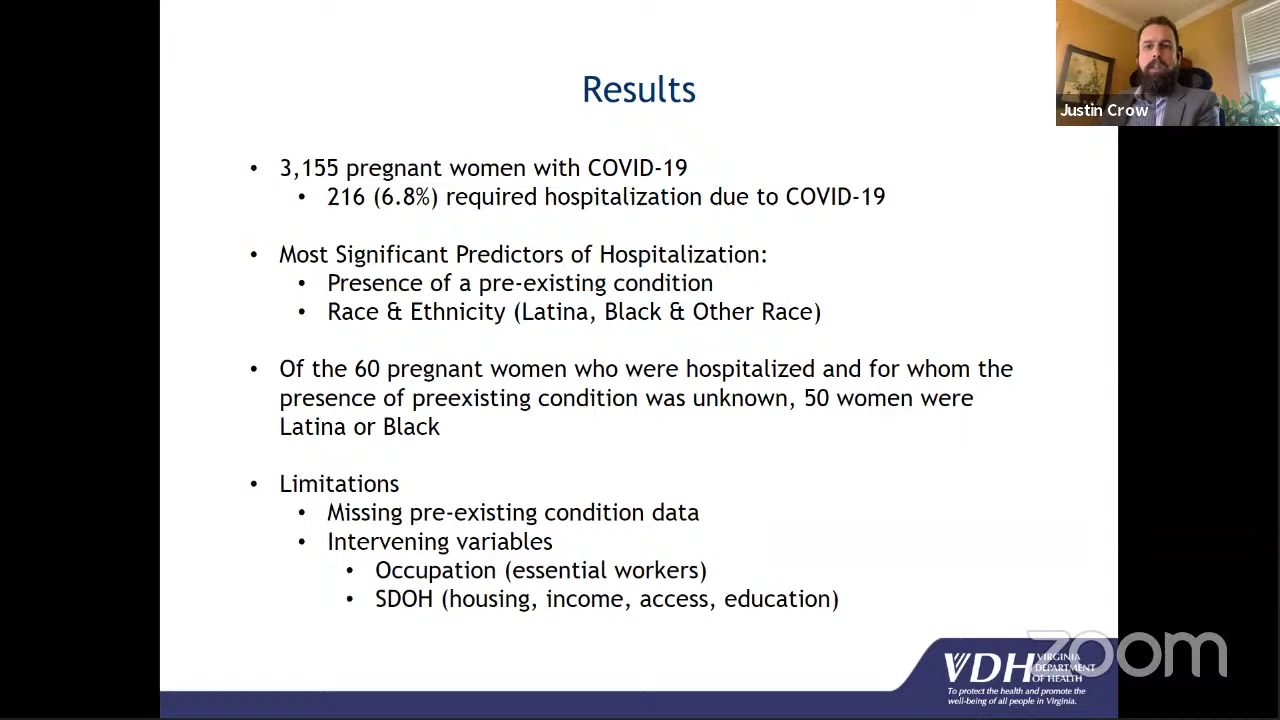 Results
Justin Crow
• 3,155 pregnant women with COVID-19
• 216 (6.8%) required hospitalization due to COVID-19
• Most Significant Predictors of Hospitalization:
• Presence of a pre-existing condition
• Race & Ethnicity (Latina, Black & Other Race)
• Of the 60 pregnant women who were hospitalized and for whom the
presence of preexisting condition was unknown, 50 women were
Latina or Black
• Limitations
• Missing pre-existing condition data
• Intervening variables
• Occupation (essential workers)
• SDOH (housing, income, access, education)
zoom
VDH VIRGINIA
DEPARTMENT
OF HEALTH
To protect the health and promote the
well-being of all people in Virginia.